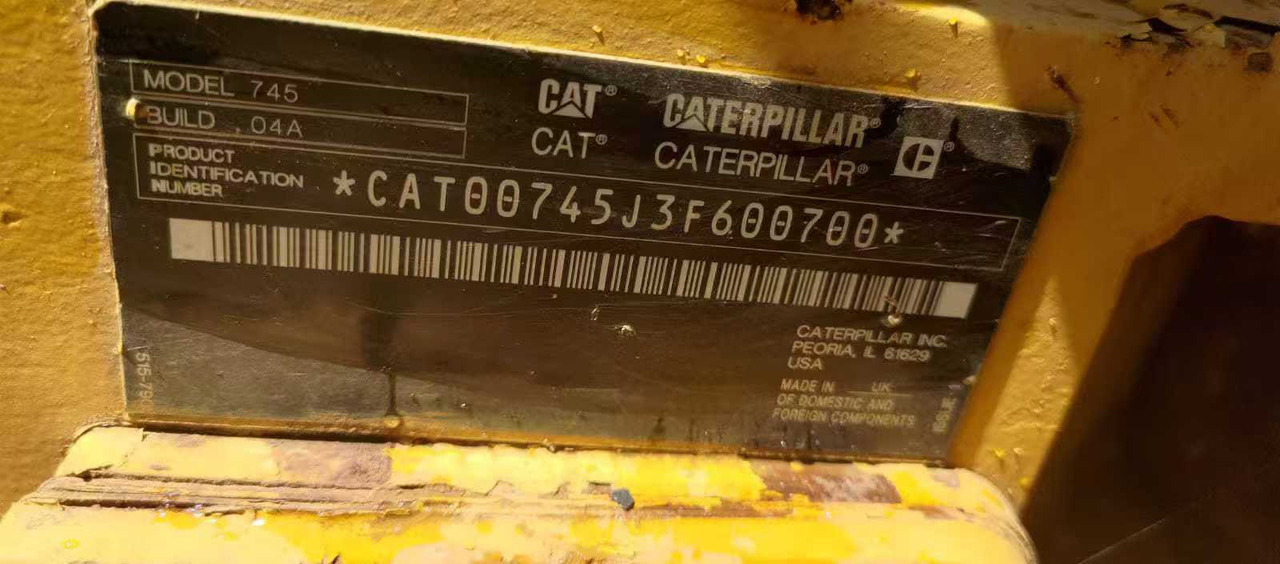 MODEL 745
BUILD 04A
CAT® CATERPILLAR®
CAT® CATERPILLAR®
PRODUCT
IDENTIFICATION
NUMBER
*CAT00745J3F600700*
CATERPILLAR INC.
PEORIA, IL 61629
USA
MADE IN UK
OF DOMESTIC AND
FOREIGN COMPONENTS